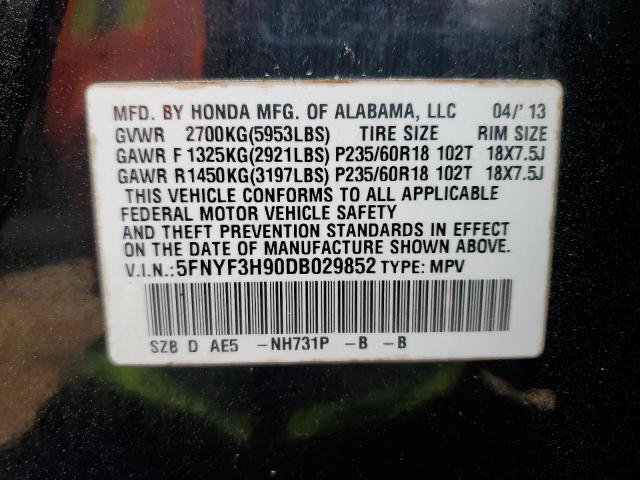 MFD. BY HONDA MFG. OF ALABAMA, LLC 04/'13
GVWR 2700KG(5953LBS) TIRE SIZE RIM SIZE
GAWR F 1325KG(2921LBS) P235/60R18 102T 18X7.5J
GAWR R1450KG(3197LBS) P235/60R18 102T 18X7.5J
THIS VEHICLE CONFORMS TO ALL APPLICABLE
FEDERAL MOTOR VEHICLE SAFETY
AND THEFT PREVENTION STANDARDS IN EFFECT
ON THE DATE OF MANUFACTURE SHOWN ABOVE.
V.I.N.:5FNYF3H90DB029852 TYPE: MPV
SZB D AE5 -NH731P -B -B